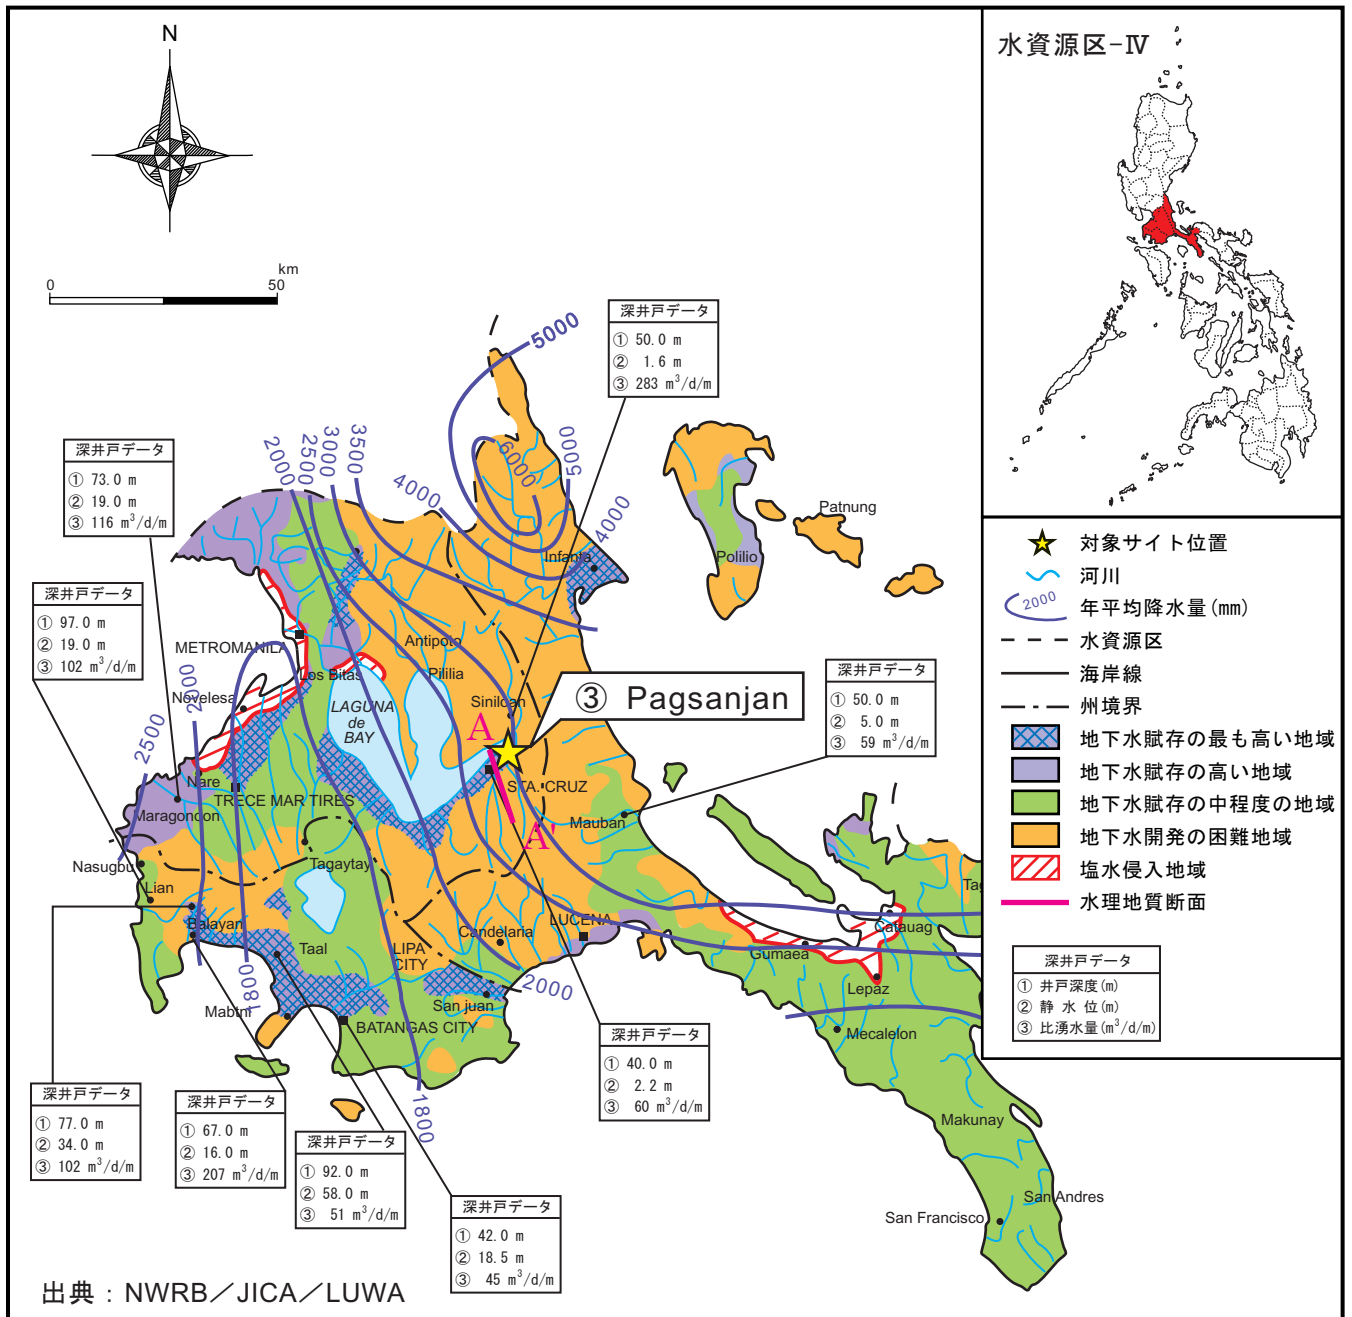 N
km
0
50
水資源区-Ⅳ
5000
深井戸データ
① 50.0 m
② 1.6 m
③ 283 m³/d/m
2000
2500
3000
3500
4000
6000
5000
4000
深井戸データ
① 73.0 m
② 19.0 m
③ 116 m³/d/m
Patnung
Polilio
Infanta
深井戸データ
① 97.0 m
② 19.0 m
③ 102 m³/d/m
METROMANILA
Antipoto
Los Bitas
Pililia
Novelesa
2000
2500
LAGUNA
de
BAY
Siniloan
③ Pagsanjan
深井戸データ
① 50.0 m
② 5.0 m
③ 59 m³/d/m
A
Nare
TRECE MAR TIRES
STA. CRUZ
Maragondon
Mauban
A'
Nasugbu
Tagaytay
Lian
Balayan
Taal
LIPA
CITY
Candelaria
LUCENA
Catauag
Tag
Gumaea
1800
2000
Lepaz
Mabtni
San juan
BATANGAS CITY
Mecalelon
深井戸データ
① 40.0 m
② 2.2 m
③ 60 m³/d/m
1800
深井戸データ
① 77.0 m
② 34.0 m
③ 102 m³/d/m
深井戸データ
① 67.0 m
② 16.0 m
③ 207 m³/d/m
深井戸データ
① 92.0 m
② 58.0 m
③ 51 m³/d/m
深井戸データ
① 42.0 m
② 18.5 m
③ 45 m³/d/m
Makunay
San Andres
San Francisco
対象サイト位置
河川
2000 年平均降水量(mm)
水資源区
海岸線
州境界
地下水賦存の最も高い地域
地下水賦存の高い地域
地下水賦存の中程度の地域
地下水開発の困難地域
塩水侵入地域
水理地質断面
深井戸データ
① 井戸深度(m)
② 静 水 位(m)
③ 比湧水量(m³/d/m)
出典：NWRB／JICA／LUWA